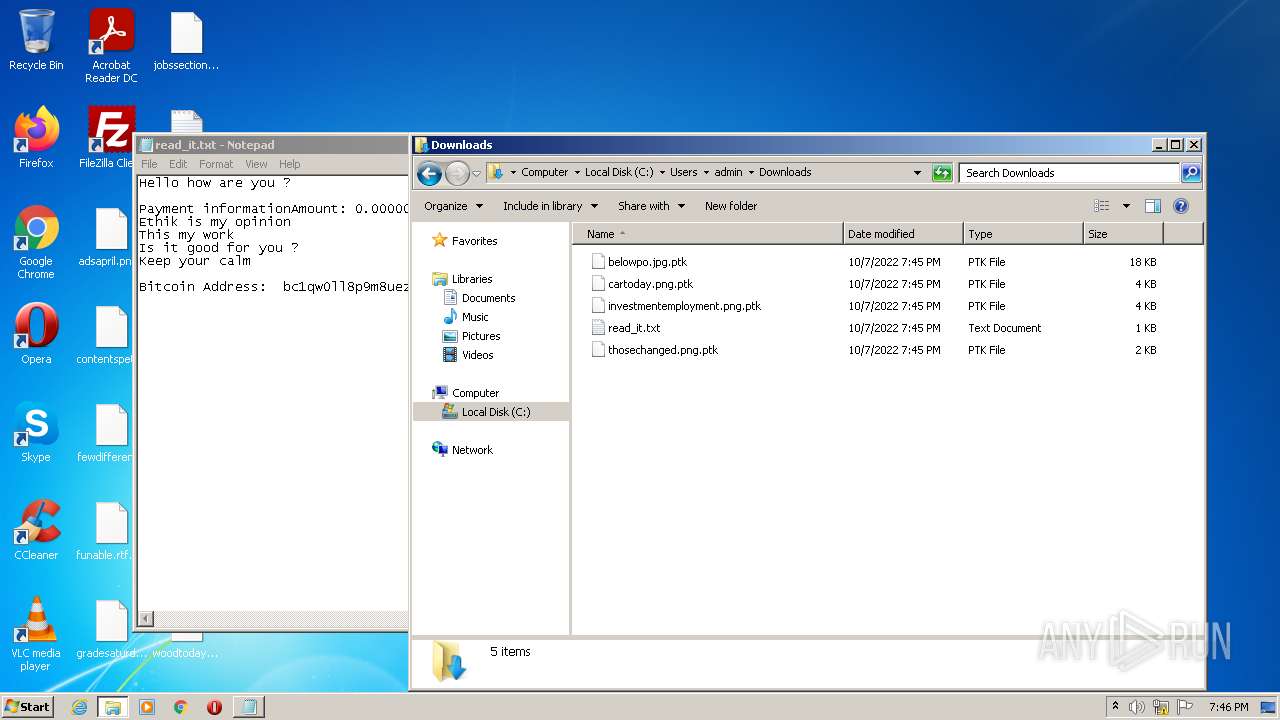 Recycle Bin
Acrobat
Reader DC
jobssection...
Firefox
FileZilla Clie
Google
Chrome
adsapril.pn
Opera
contentspe
Skype
fewdifferen
CCleaner
funable.rtf.
VLC media
player
gradesaturd...
woodtoday...
read_it.txt - Notepad
File Edit Format View Help
Hello how are you ?
Payment informationAmount: 0.0000
Ethik is my opinion
This my work
Is it good for you ?
Keep your calm
Bitcoin Address: bc1qw0ll8p9m8uez
Downloads
Computer Local Disk (C:) Users admin Downloads
Search Downloads
Organize Include in library Share with New folder
Favorites
Libraries
Documents
Music
Pictures
Videos
Computer
Local Disk (C:)
Network
Name Date modified Type Size
belowpo.jpg.ptk 10/7/2022 7:45 PM PTK File 18 KB
cartoday.png.ptk 10/7/2022 7:45 PM PTK File 4 KB
investmentemployment.png.ptk 10/7/2022 7:45 PM PTK File 4 KB
read_it.txt 10/7/2022 7:45 PM Text Document 1 KB
thosechanged.png.ptk 10/7/2022 7:45 PM PTK File 2 KB
5 items
ANY RUN
Start
7:46 PM